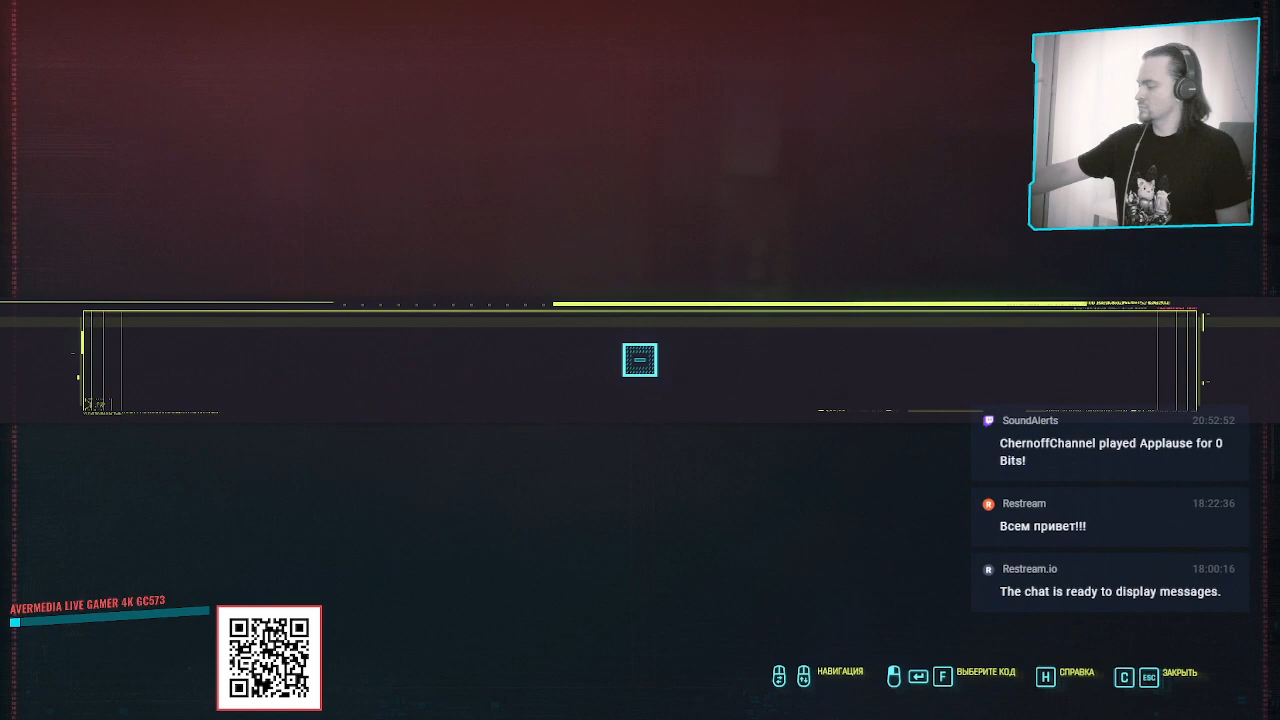 SoundAlerts 20:52:52
ChernoffChannel played Applause for 0
Bits!
Restream 18:22:36
Всем привет!!!
Restream.io 18:00:16
The chat is ready to display messages.
AVERMEDIA LIVE GAMER 4K GC573
НАВИГАЦИЯ F ВЫБЕРИТЕ КОД H СПРАВКА C ESC ЗАКРЫТЬ